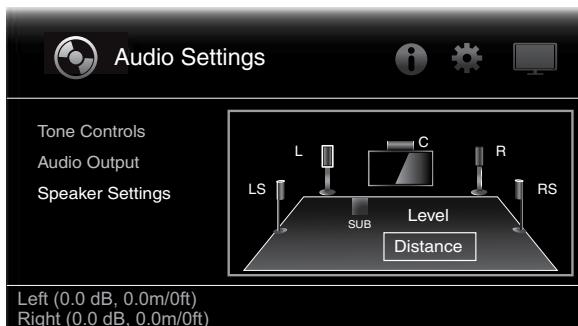 Audio Settings
Tone Controls
Audio Output
Speaker Settings
L
C
R
LS
RS
SUB
Level
Distance
Left (0.0 dB, 0.0m/0ft)
Right (0.0 dB, 0.0m/0ft)